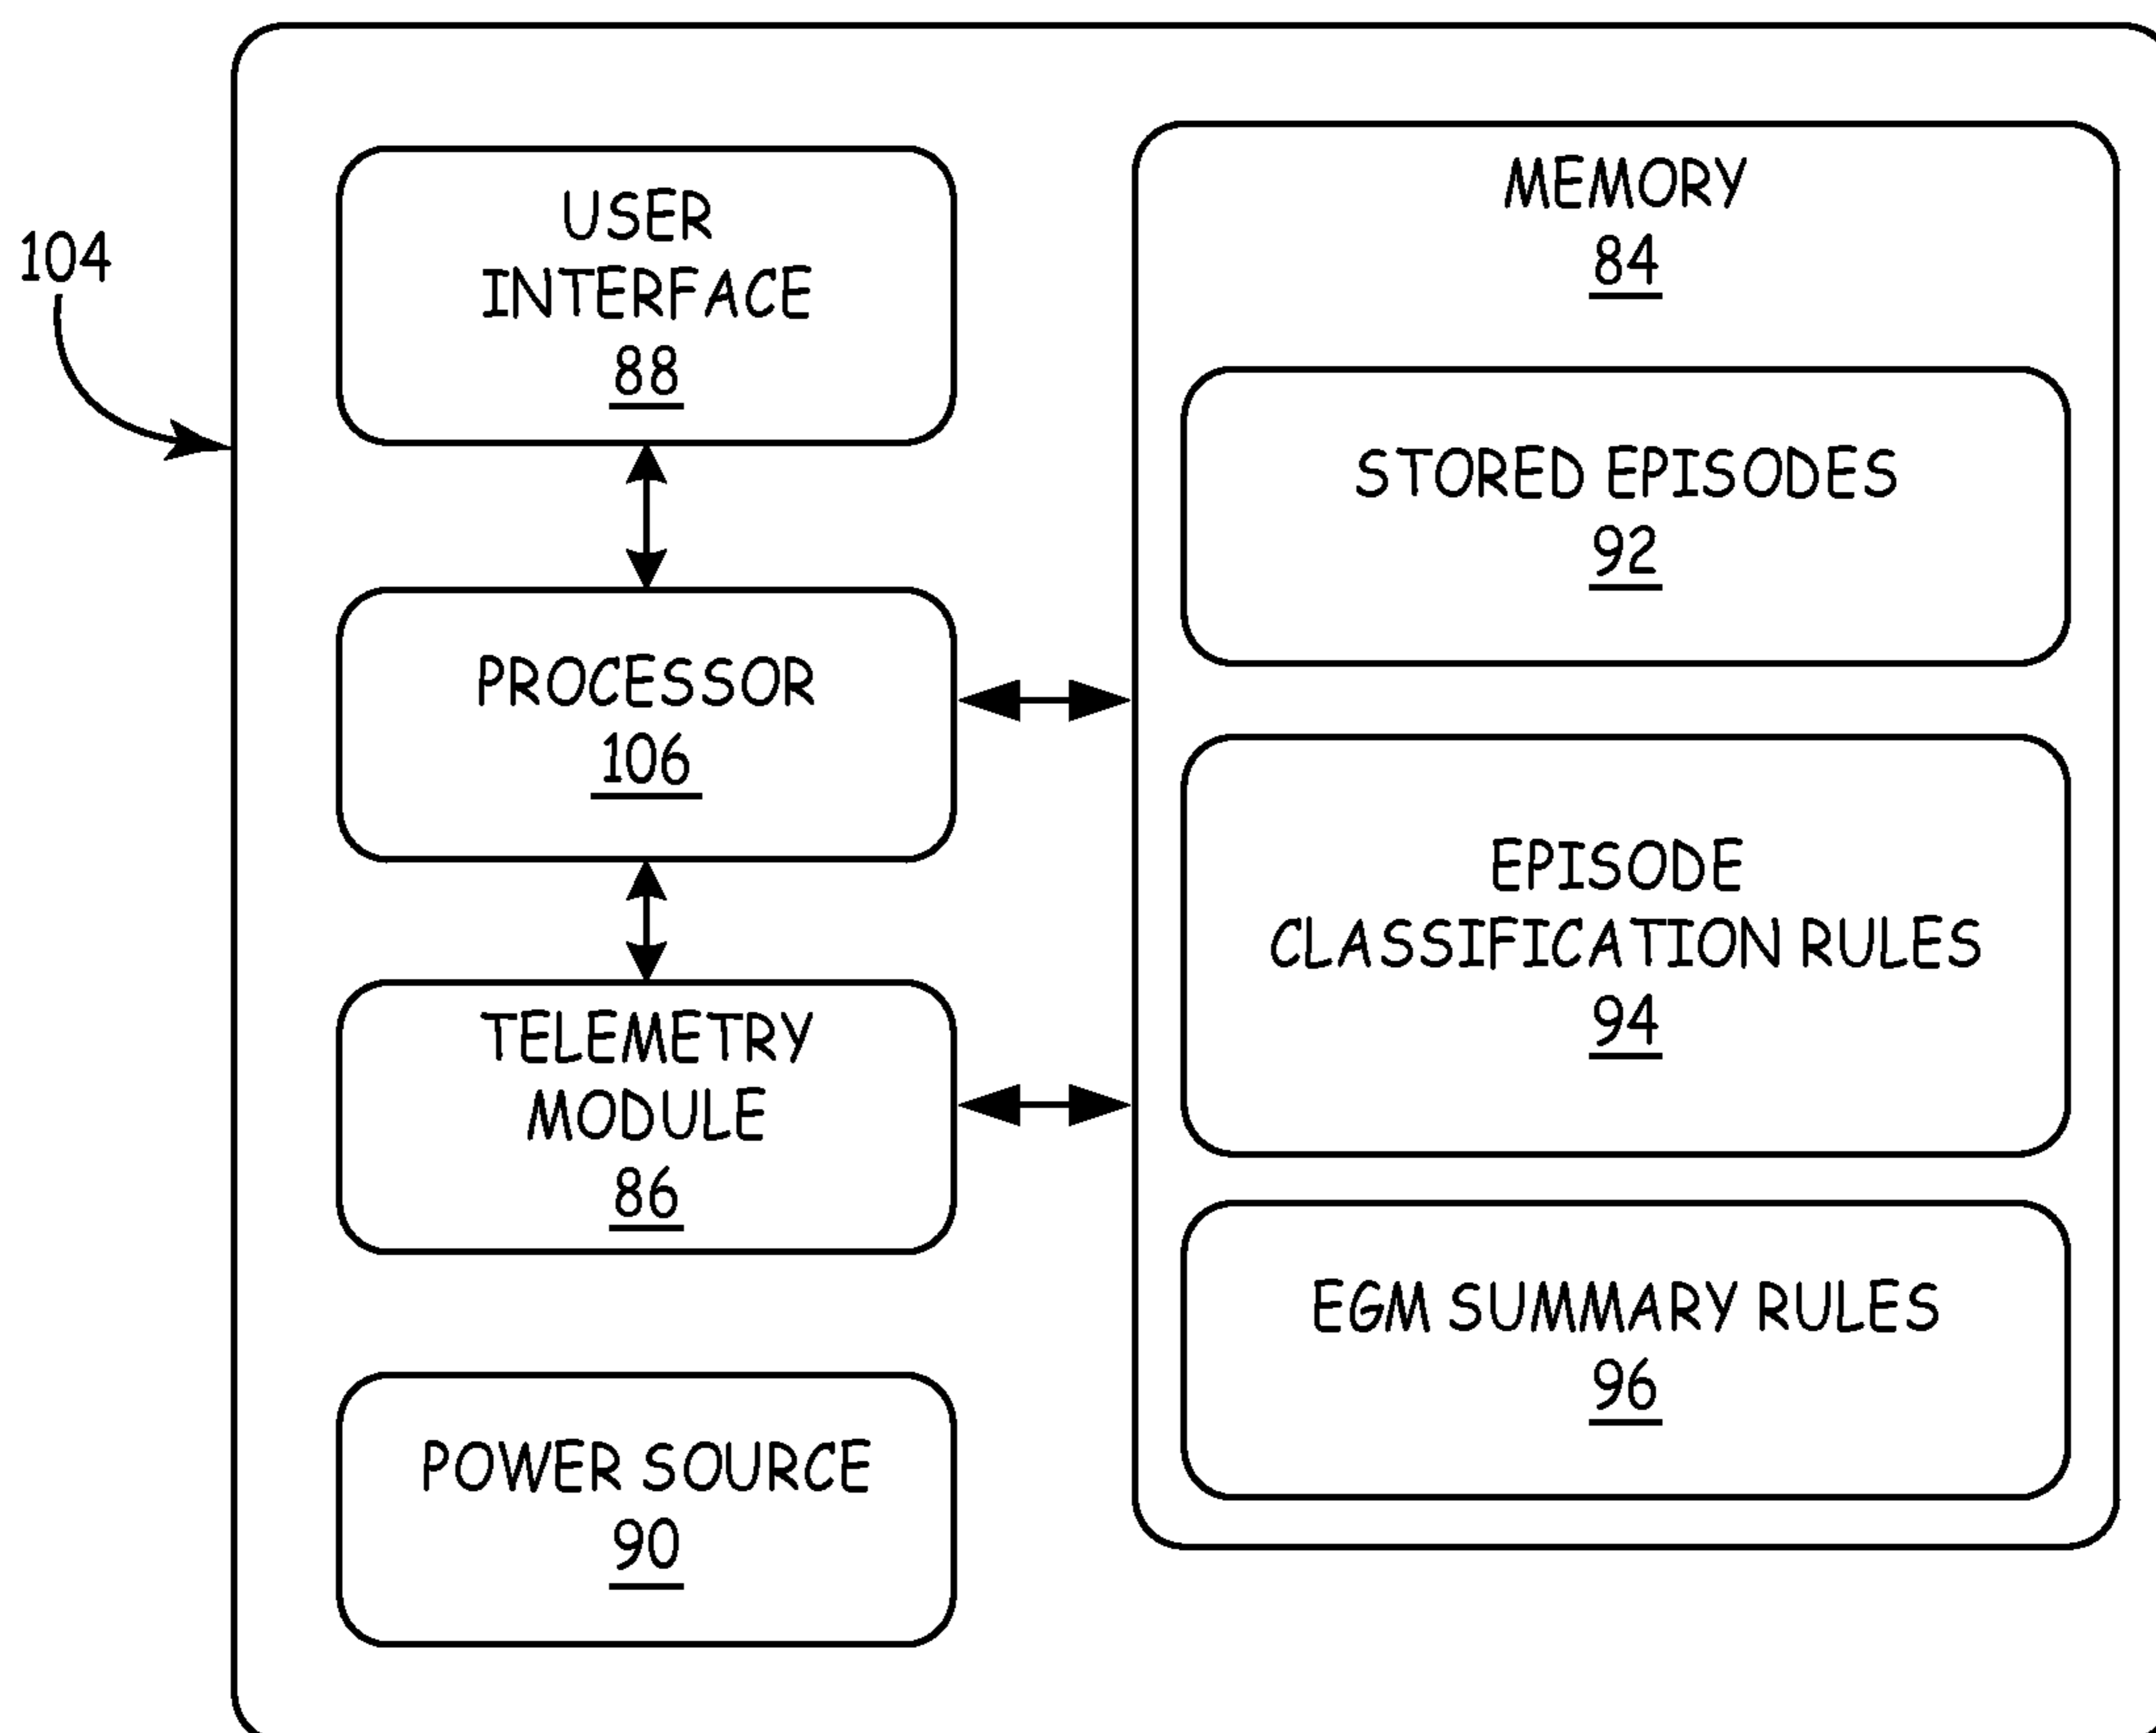 104
USER
INTERFACE
88
PROCESSOR
106
TELEMETRY
MODULE
86
POWER SOURCE
90
MEMORY
84
STORED EPISODES
92
EPISODE
CLASSIFICATION RULES
94
EGM SUMMARY RULES
96